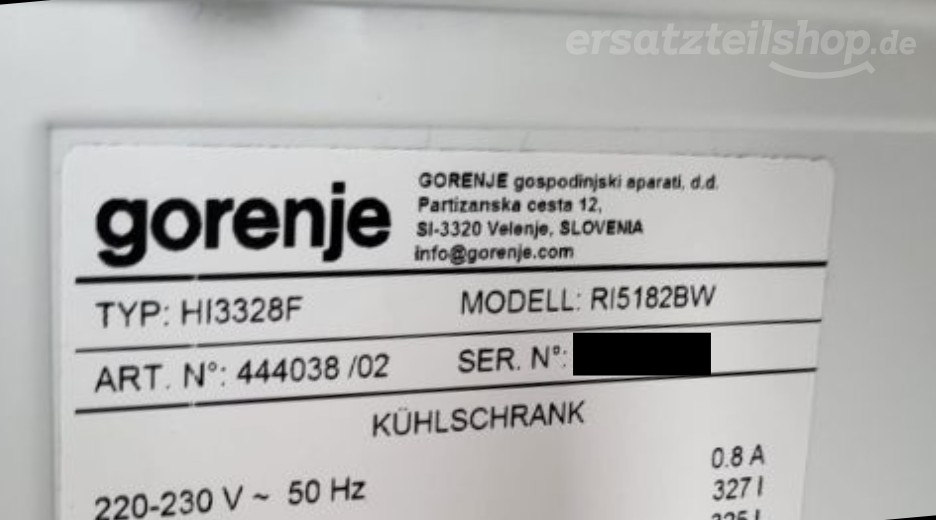 ersatzteilshop.de
gorenje
GORENJE gospodinjski aparati, d.d.
Partizanska cesta 12,
SI-3320 Velenje, SLOVENIA
info@gorenje.com
TYP: HI3328F MODELL: RI5182BW
ART. N°: 444038 /02 SER. N°:
KÜHLSCHRANK
0.8 A
220-230 V ~ 50 Hz 327 l